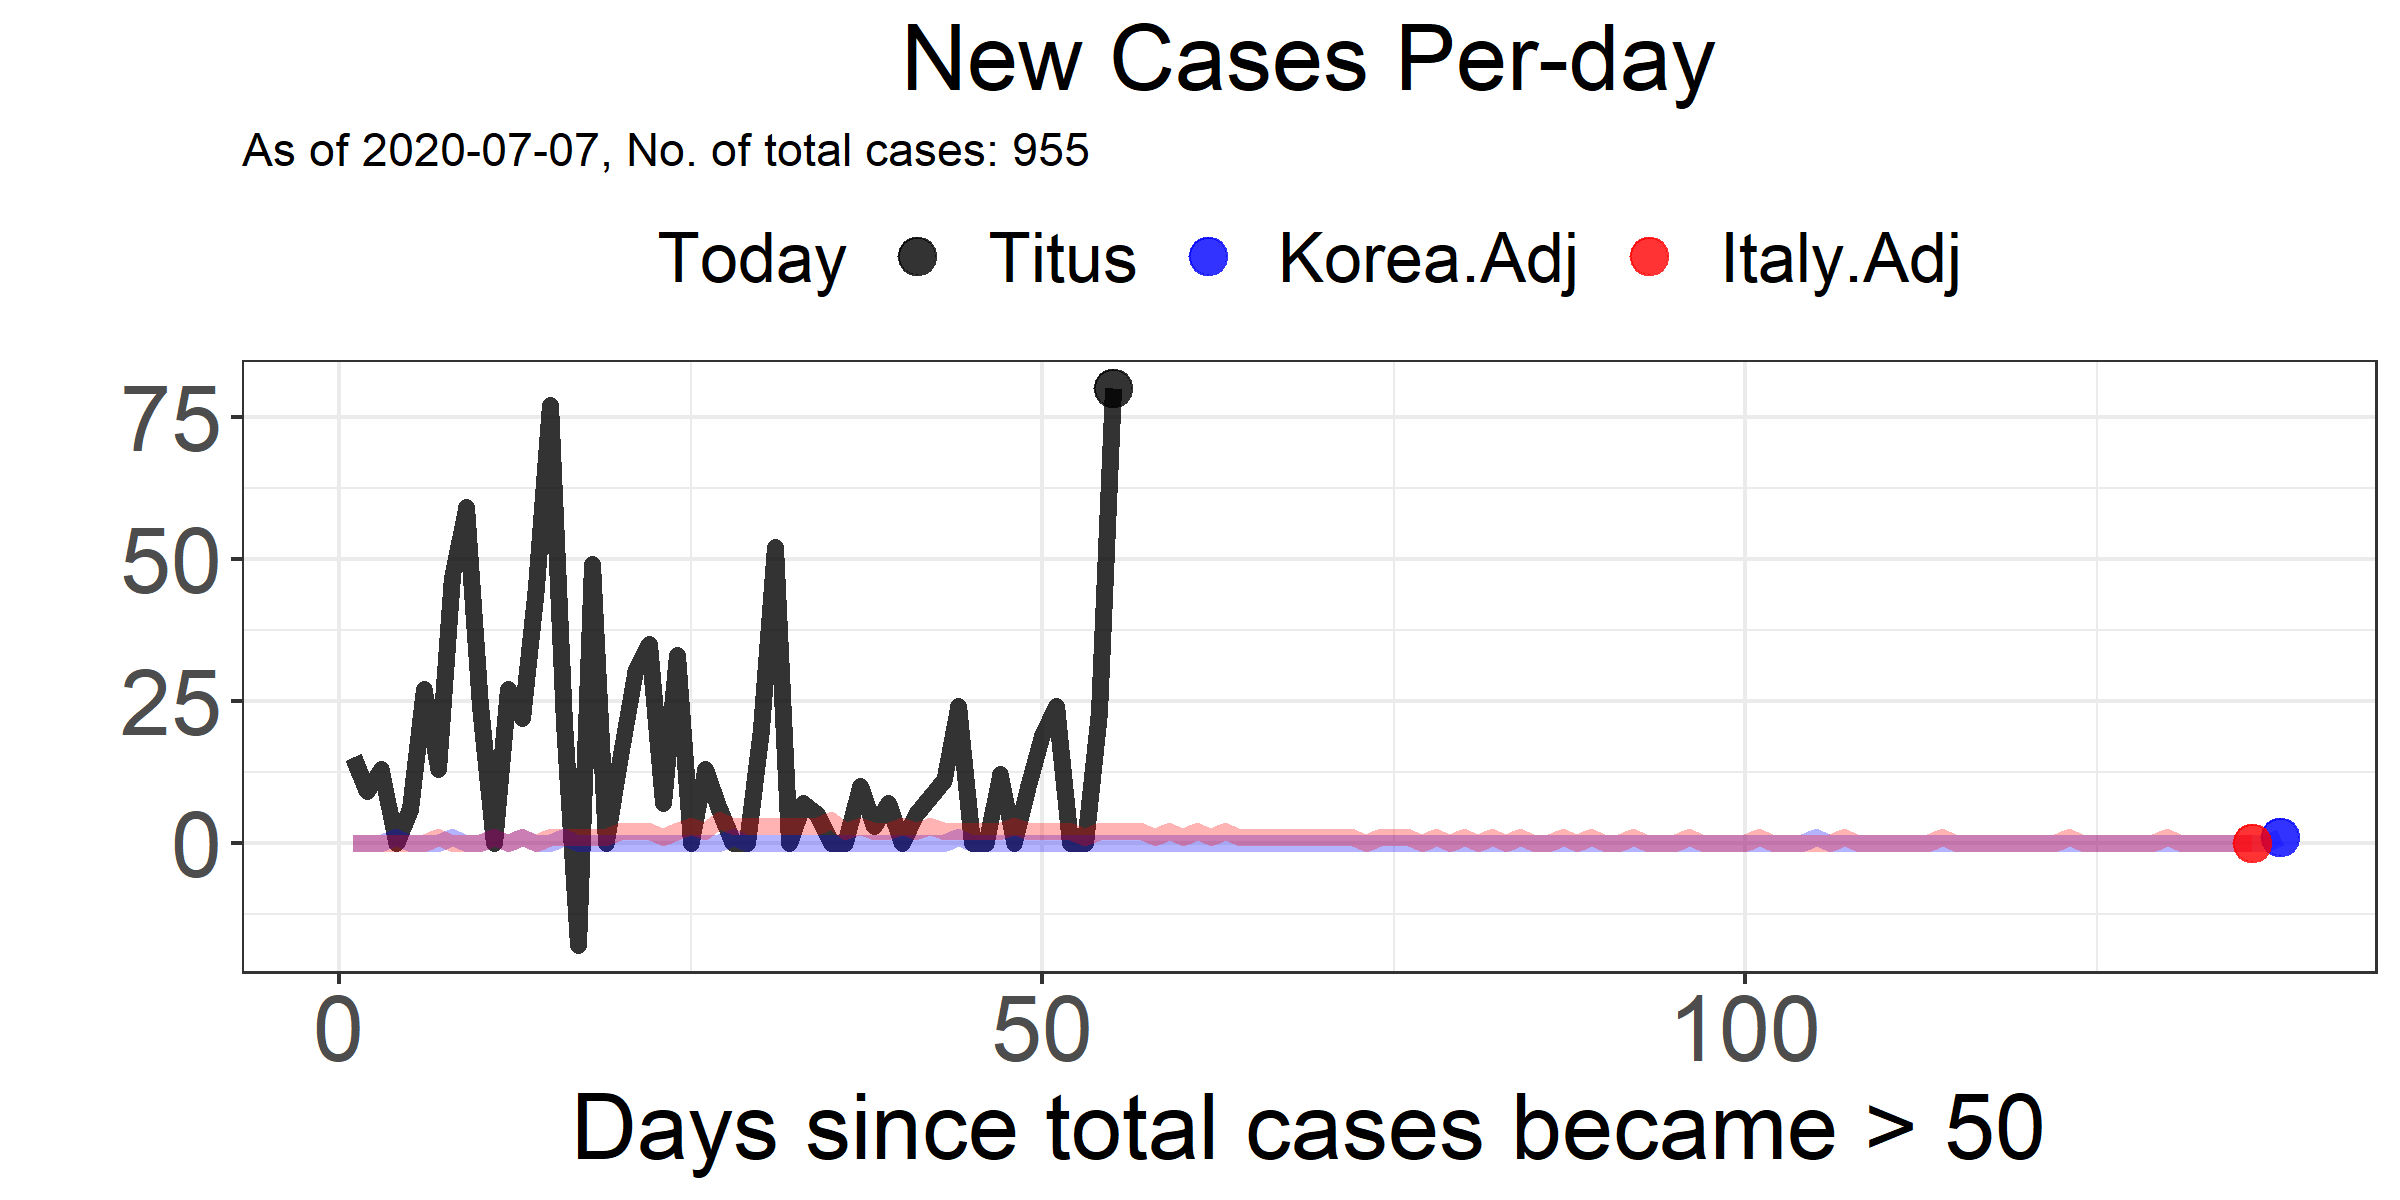 New Cases Per-day
As of 2020-07-07, No. of total cases: 955
Today Titus Korea.Adj Italy.Adj
75
50
25
0
0 50 100
Days since total cases became > 50